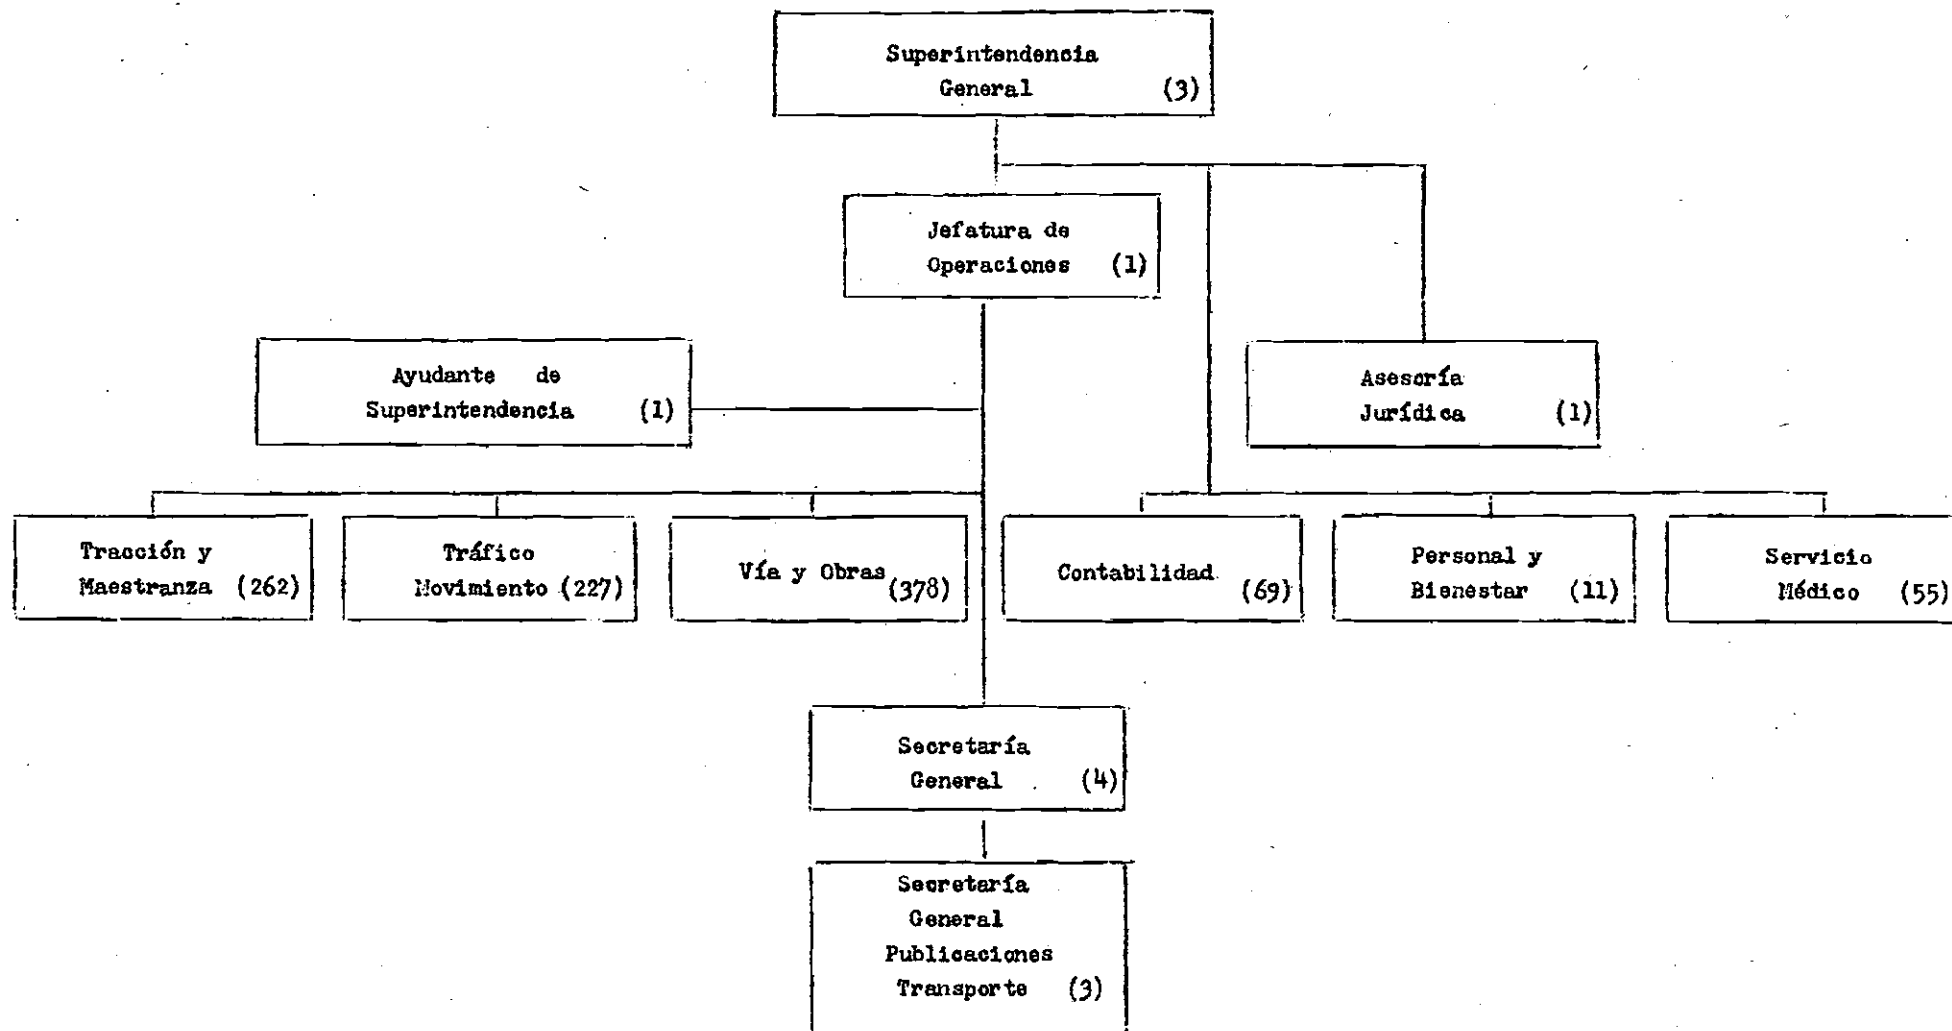 Superintendencia
General (3)
Jefatura de
Operaciones (1)
Ayudante de
Superintendencia (1)
Asesoría
Jurídica (1)
Tracción y
Maestranza (262)
Tráfico
Movimiento (227)
Vía y Obras (378)
Contabilidad (69)
Personal y
Bienestar (11)
Servicio
Médico (55)
Secretaría
General (4)
Secretaría
General
Publicaciones
Transporte (3)